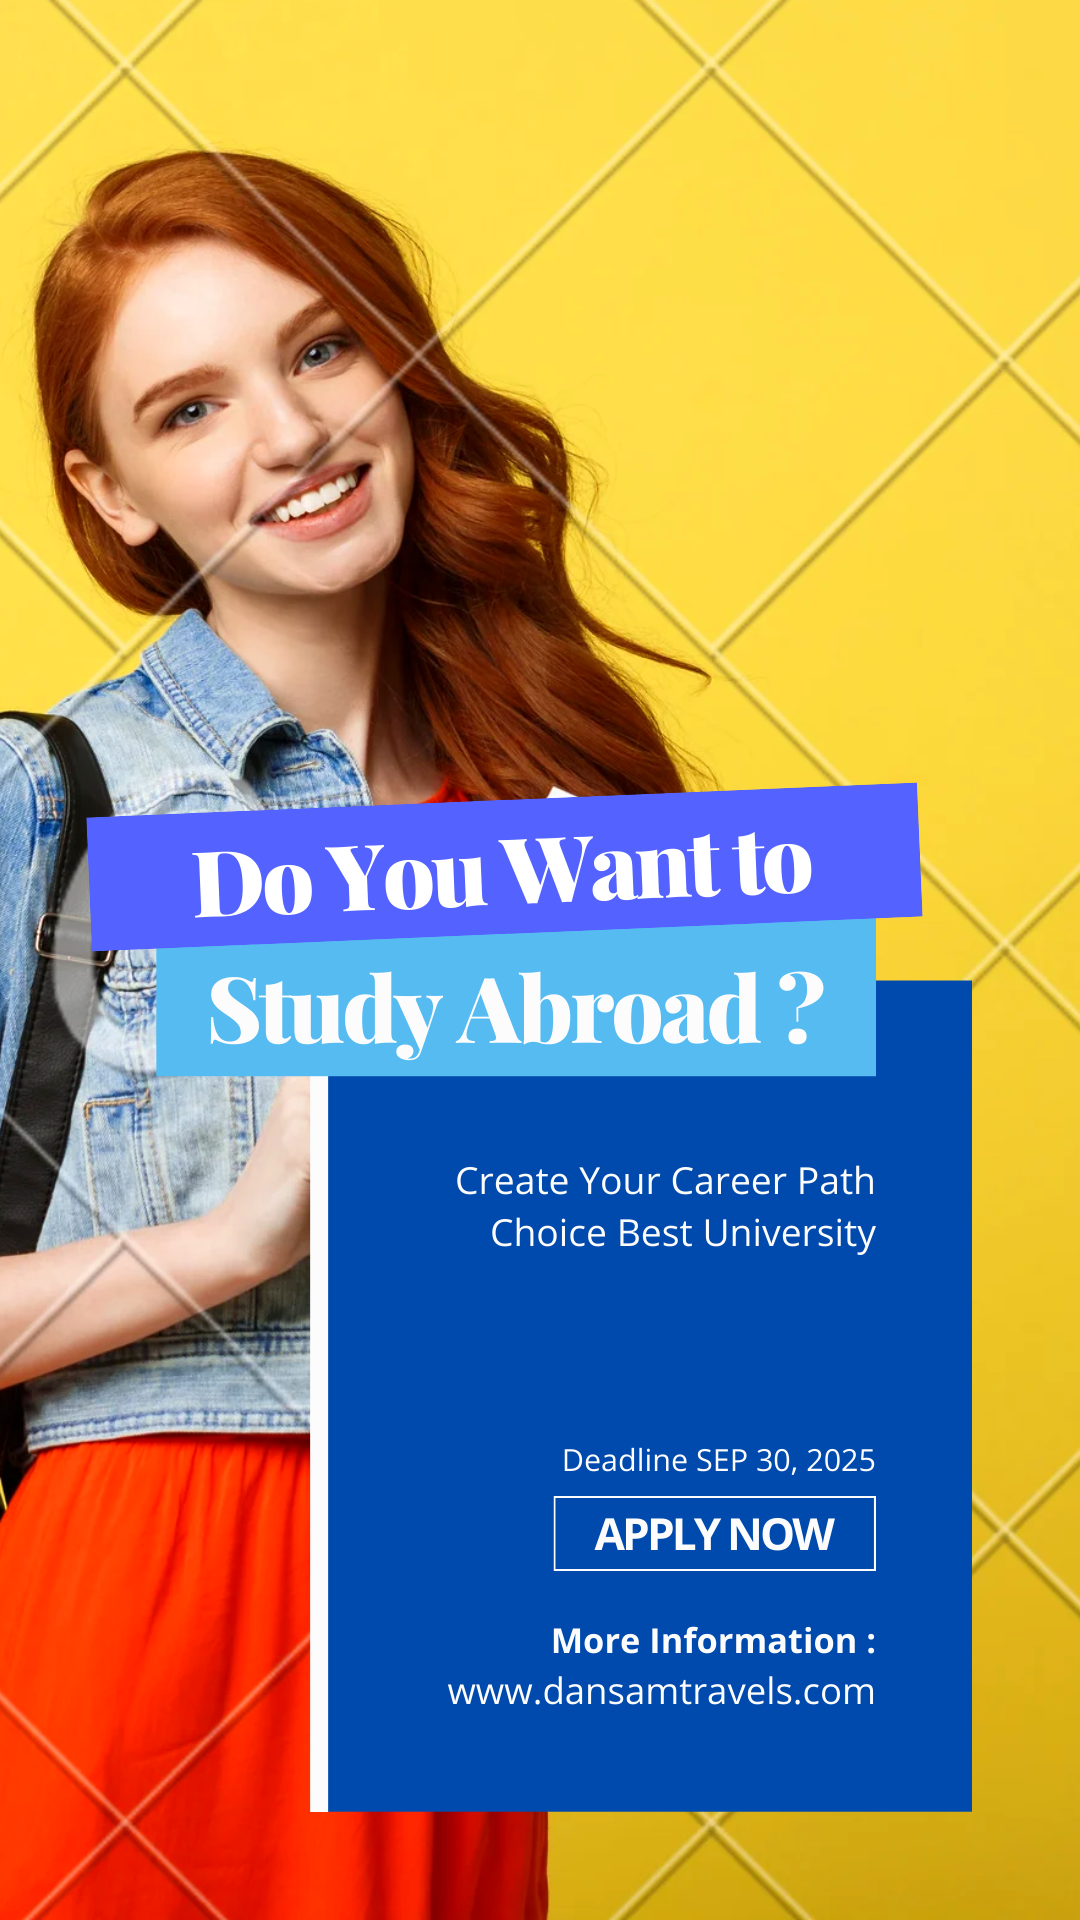 Do You Want to
Study Abroad ?
Create Your Career Path
Choice Best University
Deadline SEP 30, 2025
APPLY NOW
More Information :
www.dansamtravels.com